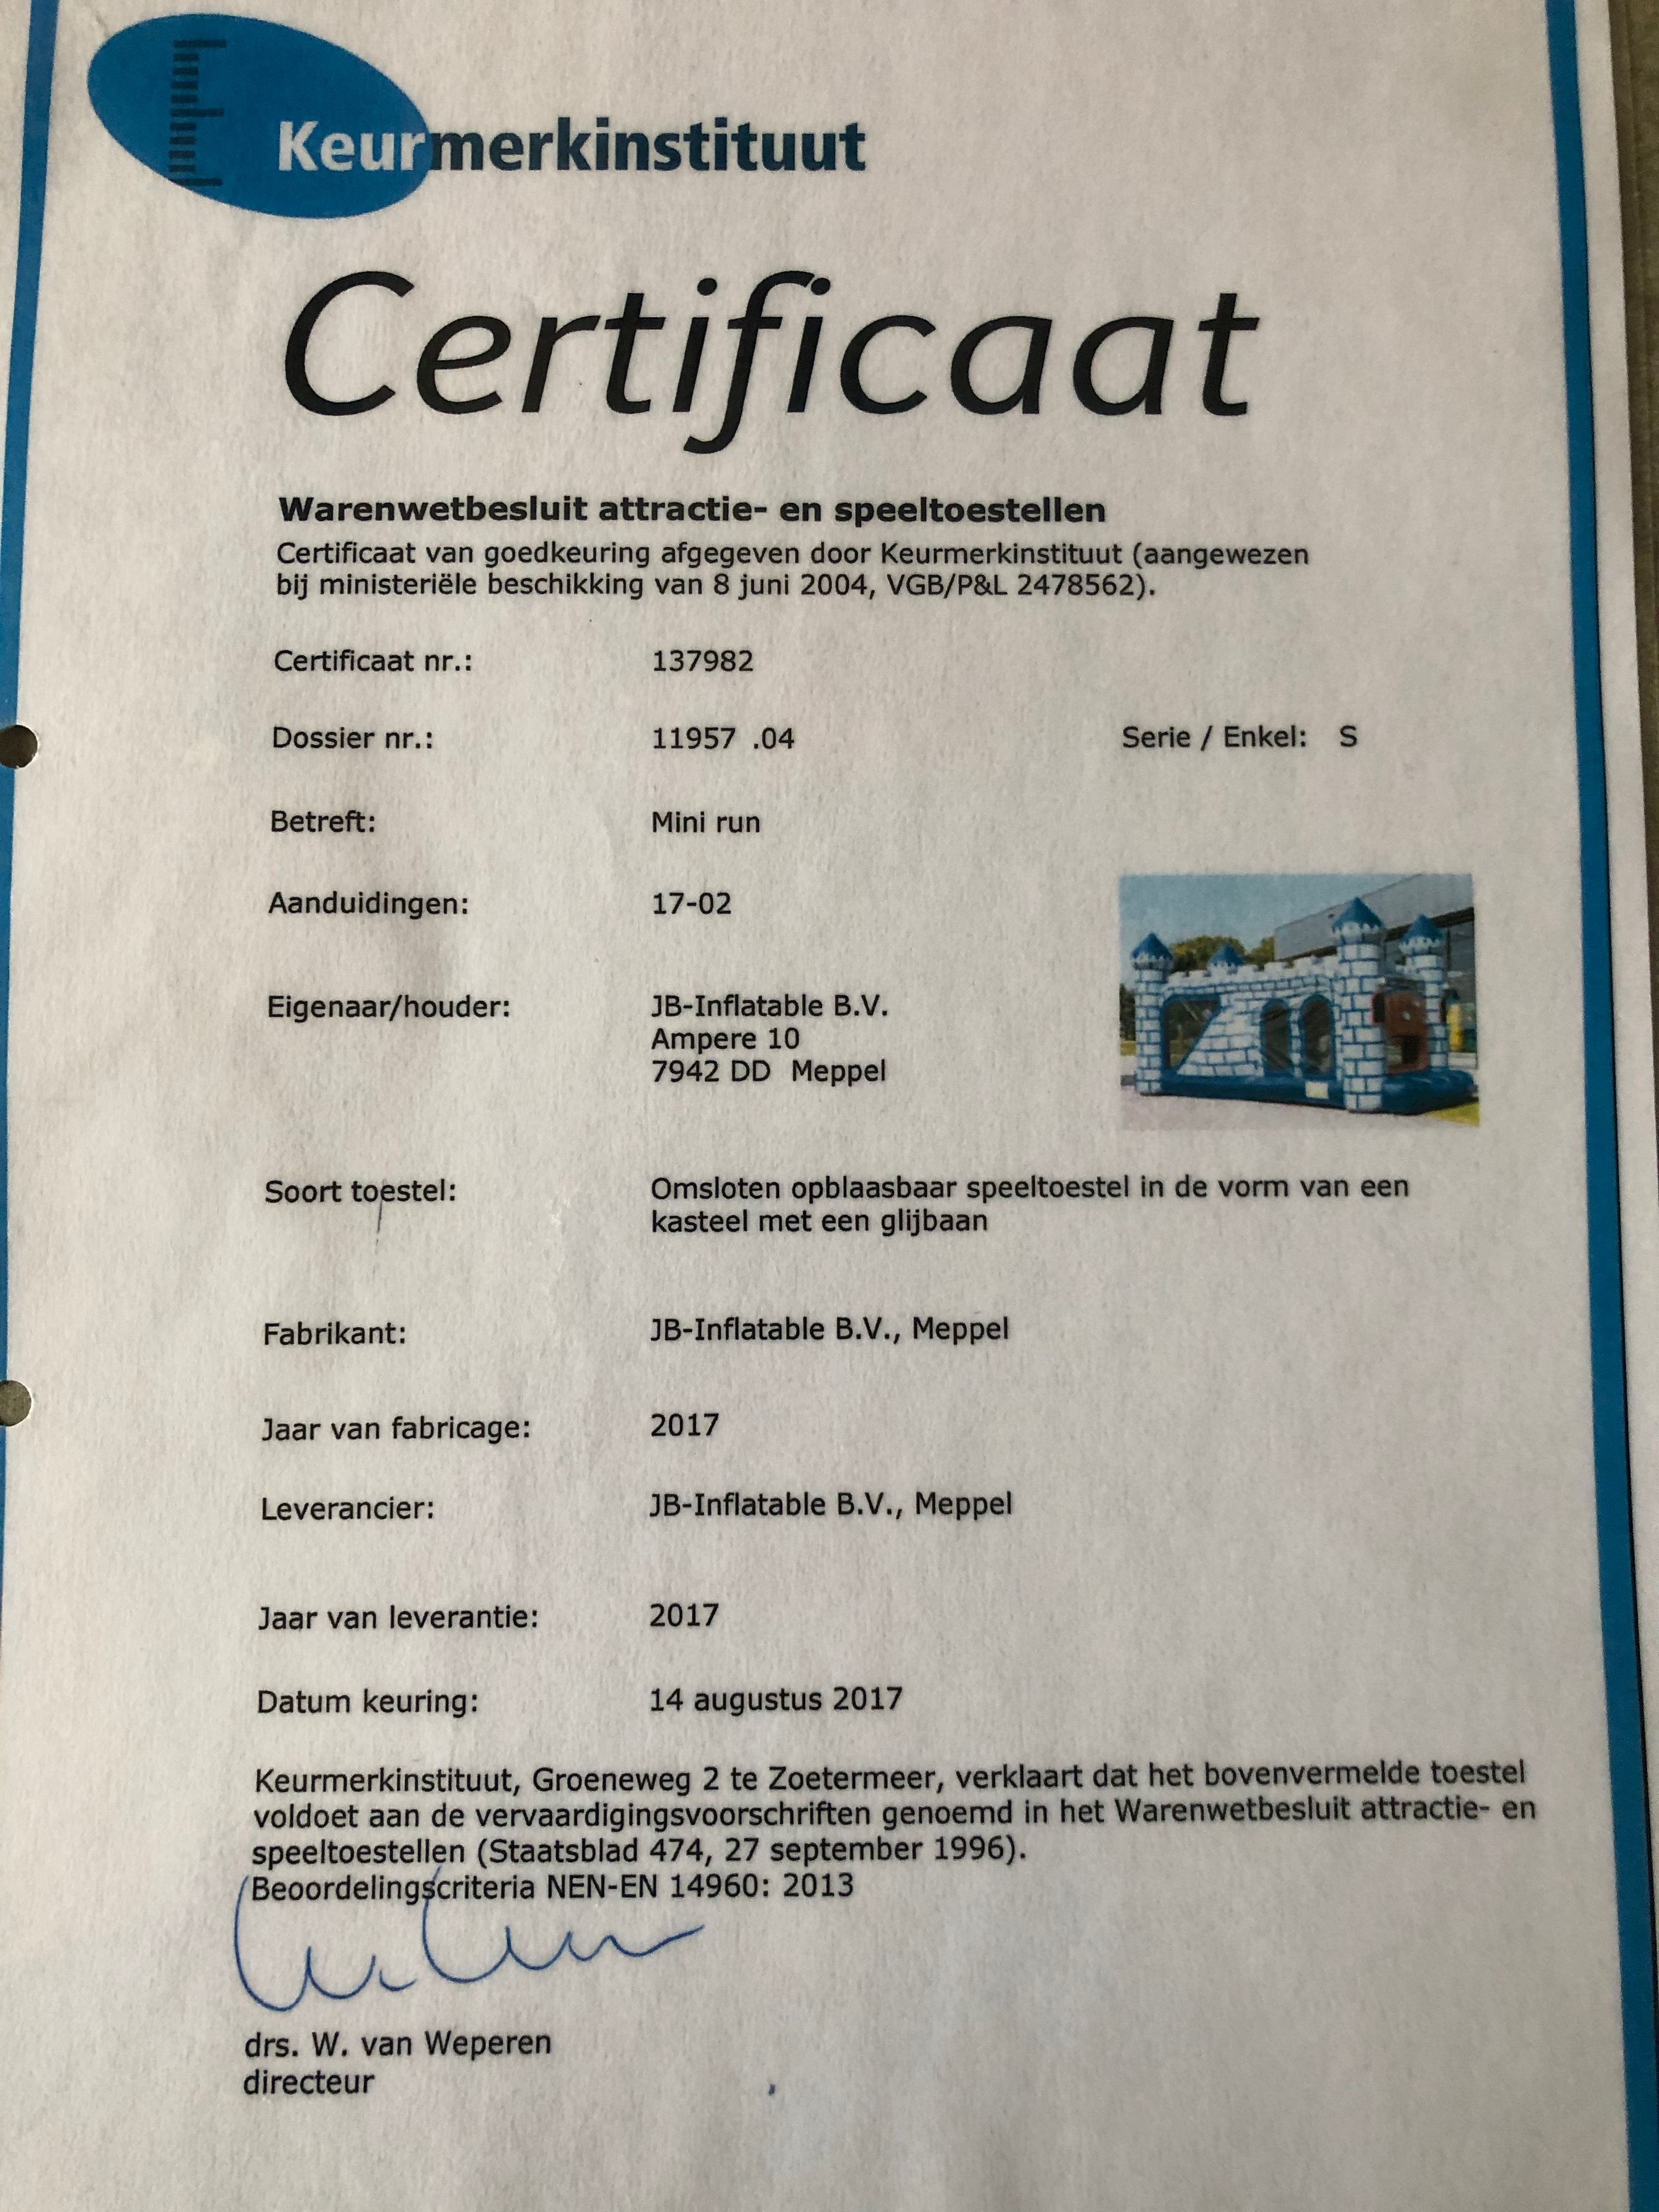 Keurmerkinstituut
Certificaat
Warenwetbesluit attractie- en speeltoestellen
Certificaat van goedkeuring afgegeven door Keurmerkinstituut (aangewezen
bij ministeriële beschikking van 8 juni 2004, VGB/P&L 2478562).
Certificaat nr.: 137982
Dossier nr.: 11957 .04 Serie / Enkel: S
Betreft: Mini run
Aanduidingen: 17-02
Eigenaar/houder: JB-Inflatable B.V.
Ampere 10
7942 DD Meppel
Soort toestel: Omsloten opblaasbaar speeltoestel in de vorm van een
kasteel met een glijbaan
Fabrikant: JB-Inflatable B.V., Meppel
Jaar van fabricage: 2017
Leverancier: JB-Inflatable B.V., Meppel
Jaar van leverantie: 2017
Datum keuring: 14 augustus 2017
Keurmerkinstituut, Groeneweg 2 te Zoetermeer, verklaart dat het bovenvermelde toestel
voldoet aan de vervaardigingsvoorschriften genoemd in het Warenwetbesluit attractie- en
speeltoestellen (Staatsblad 474, 27 september 1996).
Beoordelingscriteria NEN-EN 14960: 2013
drs. W. van Weperen
directeur